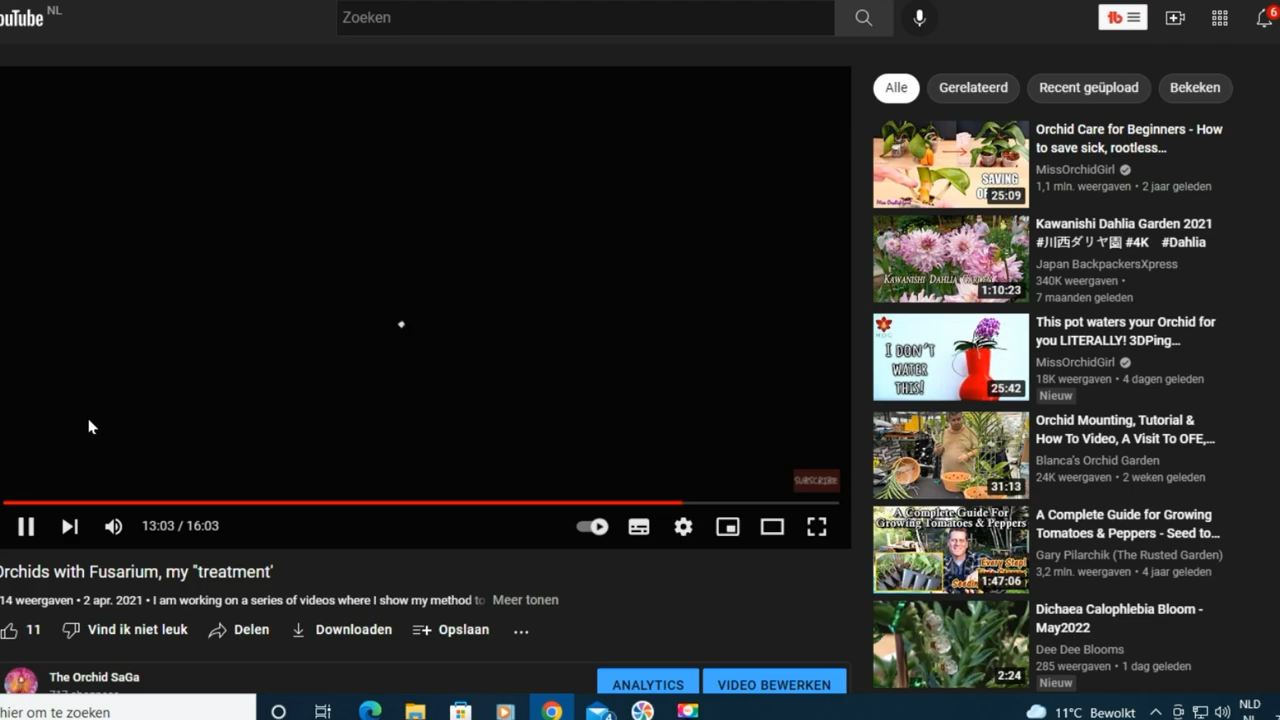 ouTube NL
Zoeken
6
Alle
Gerelateerd
Recent geüpload
Bekeken
SAVING
25:09
Orchid Care for Beginners - How
to save sick, rootless...
MissOrchidGirl
1,1 mln. weergaven • 2 jaar geleden
KAWANISHI DAHLIA GARDEN
1:10:23
Kawanishi Dahlia Garden 2021
#川西ダリヤ園 #4K #Dahlia
Japan BackpackersXpress
340K weergaven •
7 maanden geleden
I DON'T
WATER
THIS!
25:42
This pot waters your Orchid for
you LITERALLY! 3DPing...
MissOrchidGirl
18K weergaven • 4 dagen geleden
Nieuw
31:13
Orchid Mounting, Tutorial &
How To Video, A Visit To OFE,...
Blanca's Orchid Garden
24K weergaven • 2 weken geleden
A Complete Guide For
Growing Tomatoes & Peppers
Every Step!
1:47:06
A Complete Guide for Growing
Tomatoes & Peppers - Seed to...
Gary Pilarchik (The Rusted Garden)
3,2 mln. weergaven • 4 jaar geleden
2:24
Dichaea Calophlebia Bloom -
May2022
Dee Dee Blooms
285 weergaven • 1 dag geleden
Nieuw
SUBSCRIBE
13:03 / 16:03
Orchids with Fusarium, my "treatment'
14 weergaven • 2 apr. 2021 • I am working on a series of videos where I show my method to Meer tonen
11 Vind ik niet leuk Delen Downloaden Opslaan ...
The Orchid SaGa
ANALYTICS
VIDEO BEWERKEN
hier om te zoeken
4
11°C Bewolkt
NLD